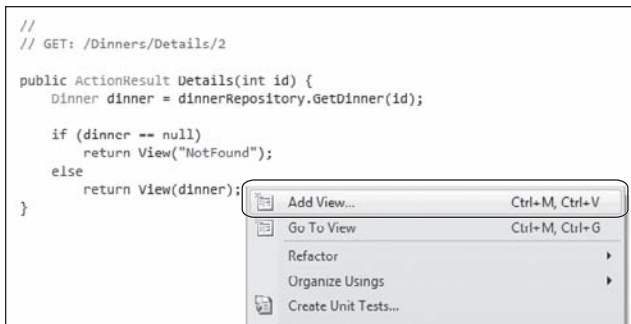 //
// GET: /Dinners/Details/2
public ActionResult Details(int id) {
Dinner dinner = dinnerRepository.GetDinner(id);
if (dinner == null)
return View("NotFound");
else
return View(dinner);
}
Add View... Ctrl+M, Ctrl+V
Go To View Ctrl+M, Ctrl+G
Refactor
Organize Usings
Create Unit Tests...